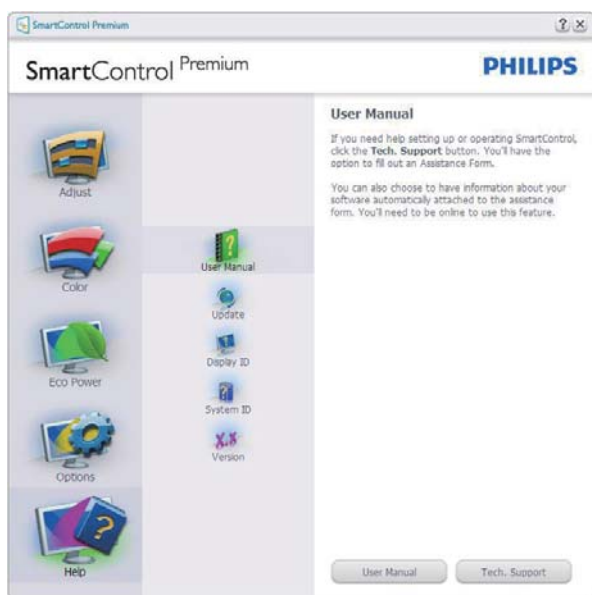 SmartControl Premium
SmartControl Premium
PHILIPS
Adjust
Color
Eco Power
Options
Help
User Manual
Update
Display ID
System ID
X.X
Version
User Manual
If you need help setting up or operating SmartControl,
click the Tech. Support button. You'll have the
option to fill out an Assistance Form.
You can also choose to have information about your
software automatically attached to the assistance
form. You'll need to be online to use this feature.
User Manual
Tech. Support